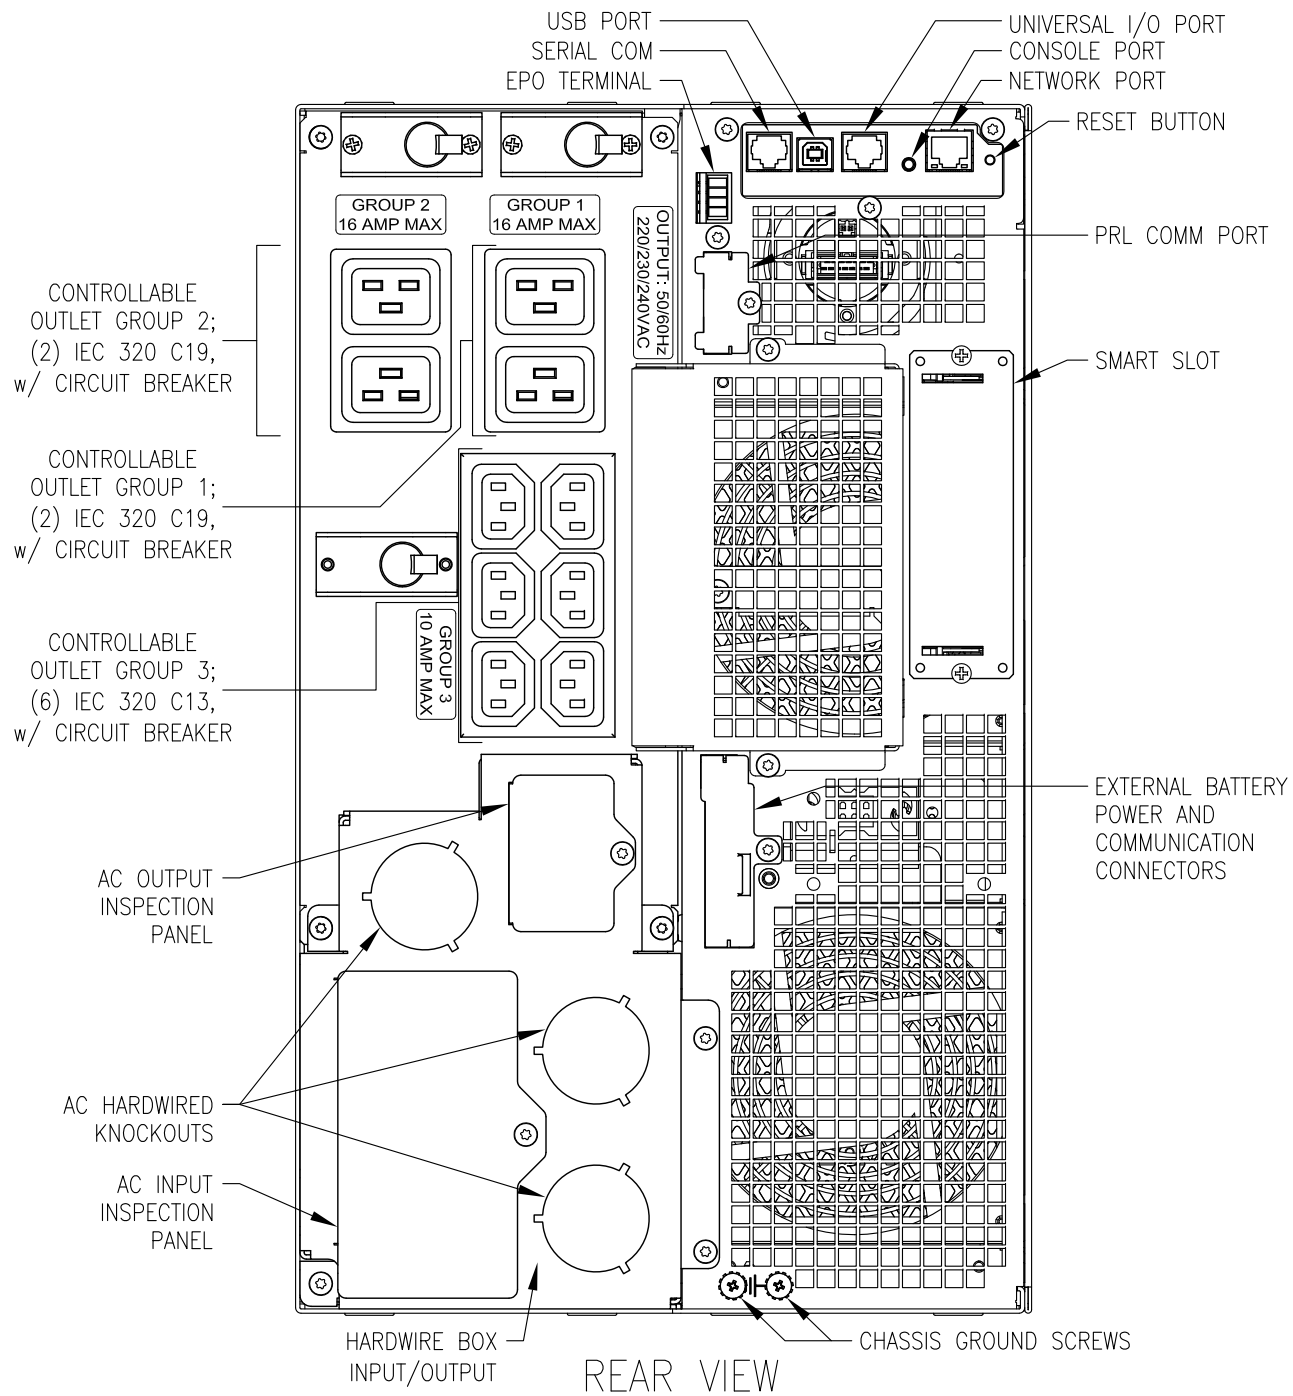 USB PORT
SERIAL COM
EPO TERMINAL
UNIVERSAL I/O PORT
CONSOLE PORT
NETWORK PORT
RESET BUTTON
GROUP 2
16 AMP MAX
GROUP 1
16 AMP MAX
OUTPUT: 50/60Hz
220/230/240VAC
PRL COMM PORT
CONTROLLABLE
OUTLET GROUP 2;
(2) IEC 320 C19,
w/ CIRCUIT BREAKER
SMART SLOT
CONTROLLABLE
OUTLET GROUP 1;
(2) IEC 320 C19,
w/ CIRCUIT BREAKER
GROUP 3
10 AMP MAX
CONTROLLABLE
OUTLET GROUP 3;
(6) IEC 320 C13,
w/ CIRCUIT BREAKER
EXTERNAL BATTERY
POWER AND
COMMUNICATION
CONNECTORS
AC OUTPUT
INSPECTION
PANEL
AC HARDWIRED
KNOCKOUTS
AC INPUT
INSPECTION
PANEL
HARDWIRE BOX
INPUT/OUTPUT
CHASSIS GROUND SCREWS
REAR VIEW